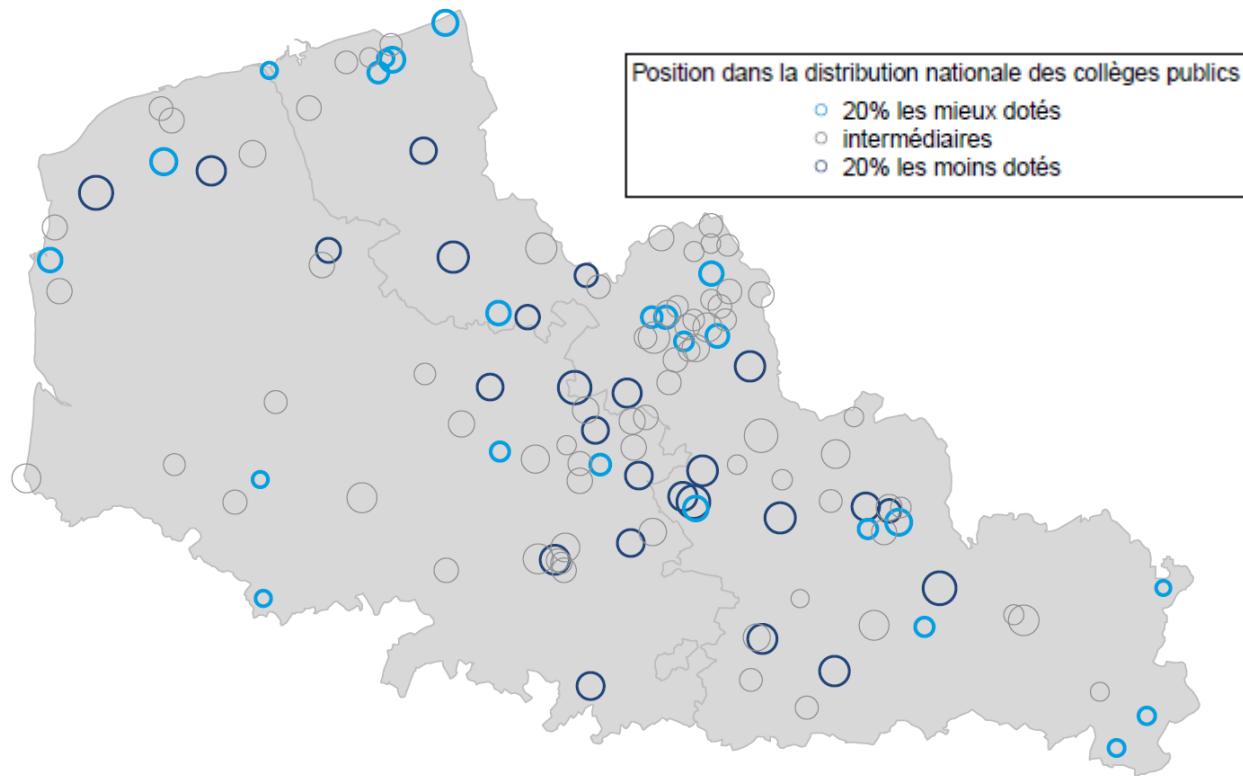 Position dans la distribution nationale des collèges publics
20% les mieux dotés
intermédiaires
20% les moins dotés